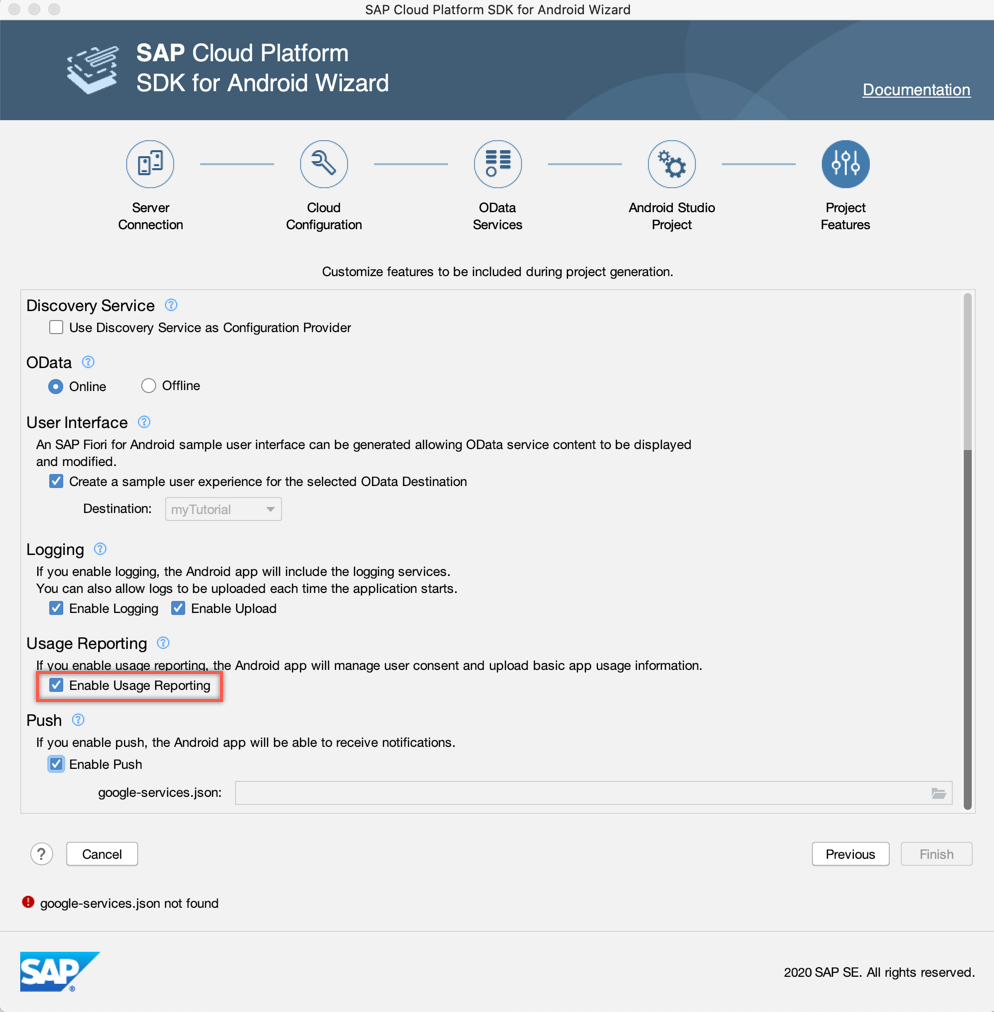 SAP Cloud Platform SDK for Android Wizard
SAP Cloud Platform
SDK for Android Wizard
Documentation
Server
Connection
Cloud
Configuration
OData
Services
Android Studio
Project
Project
Features
Customize features to be included during project generation.
Discovery Service ?
Use Discovery Service as Configuration Provider
OData ?
Online Offline
User Interface ?
An SAP Fiori for Android sample user interface can be generated allowing OData service content to be displayed
and modified.
Create a sample user experience for the selected OData Destination
Destination: myTutorial
Logging ?
If you enable logging, the Android app will include the logging services.
You can also allow logs to be uploaded each time the application starts.
Enable Logging Enable Upload
Usage Reporting ?
If you enable usage reporting, the Android app will manage user consent and upload basic app usage information.
Enable Usage Reporting
Push ?
If you enable push, the Android app will be able to receive notifications.
Enable Push
google-services.json:
? Cancel Previous Finish
! google-services.json not found
SAP ®
2020 SAP SE. All rights reserved.